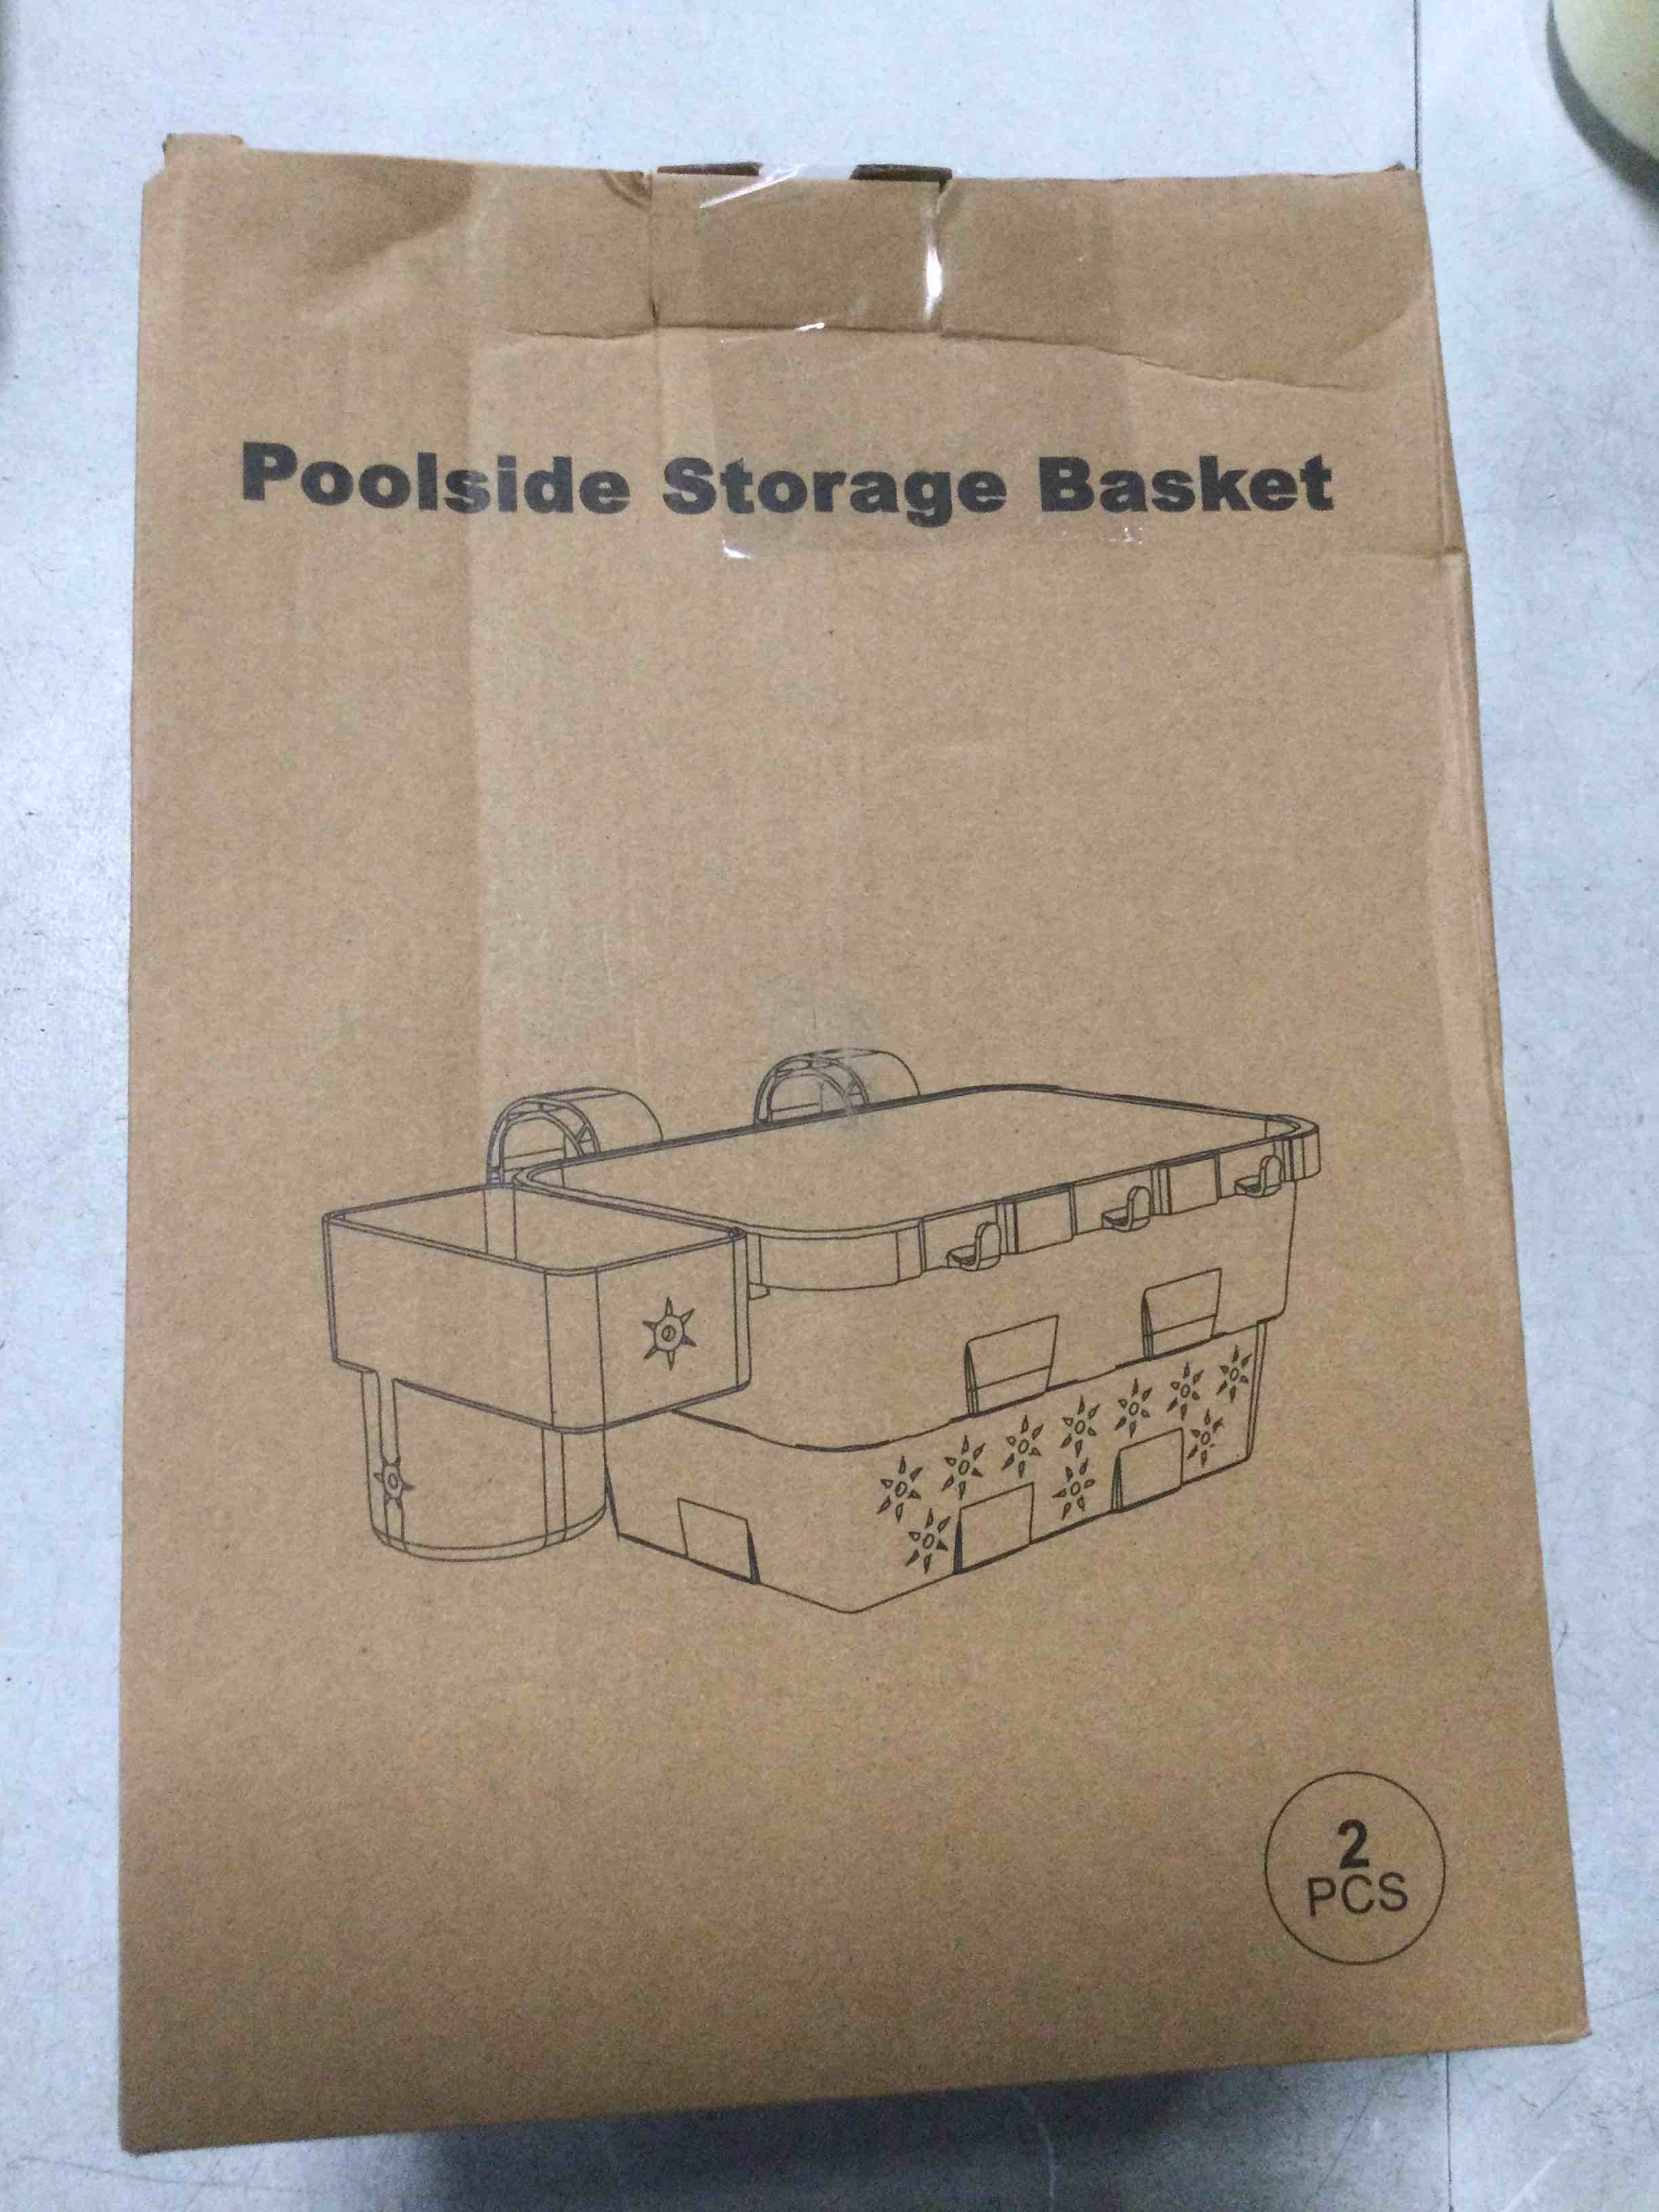 Poolside Storage Basket
2
PCS